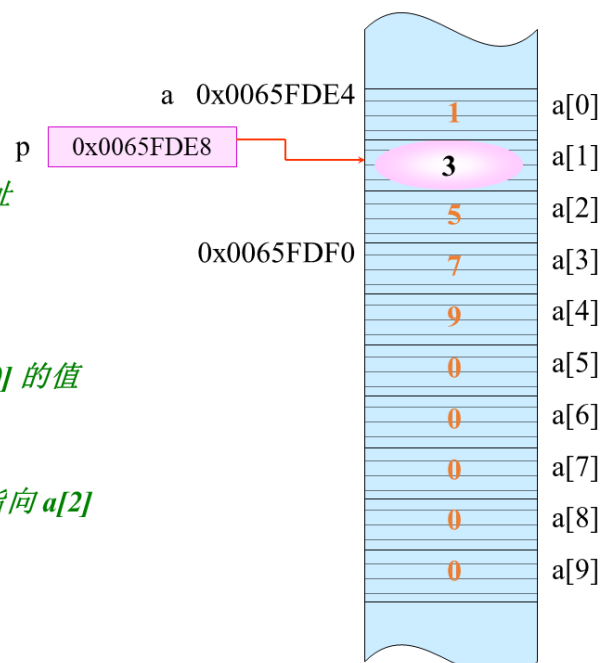 a 0x0065FDE4 1 a[0]
p 0x0065FDE8 3 a[1]
址
5 a[2]
0x0065FDF0 7 a[3]
9 a[4]
0 a[5]
] 的值
0 a[6]
0 a[7]
向 a[2]
0 a[8]
0 a[9]